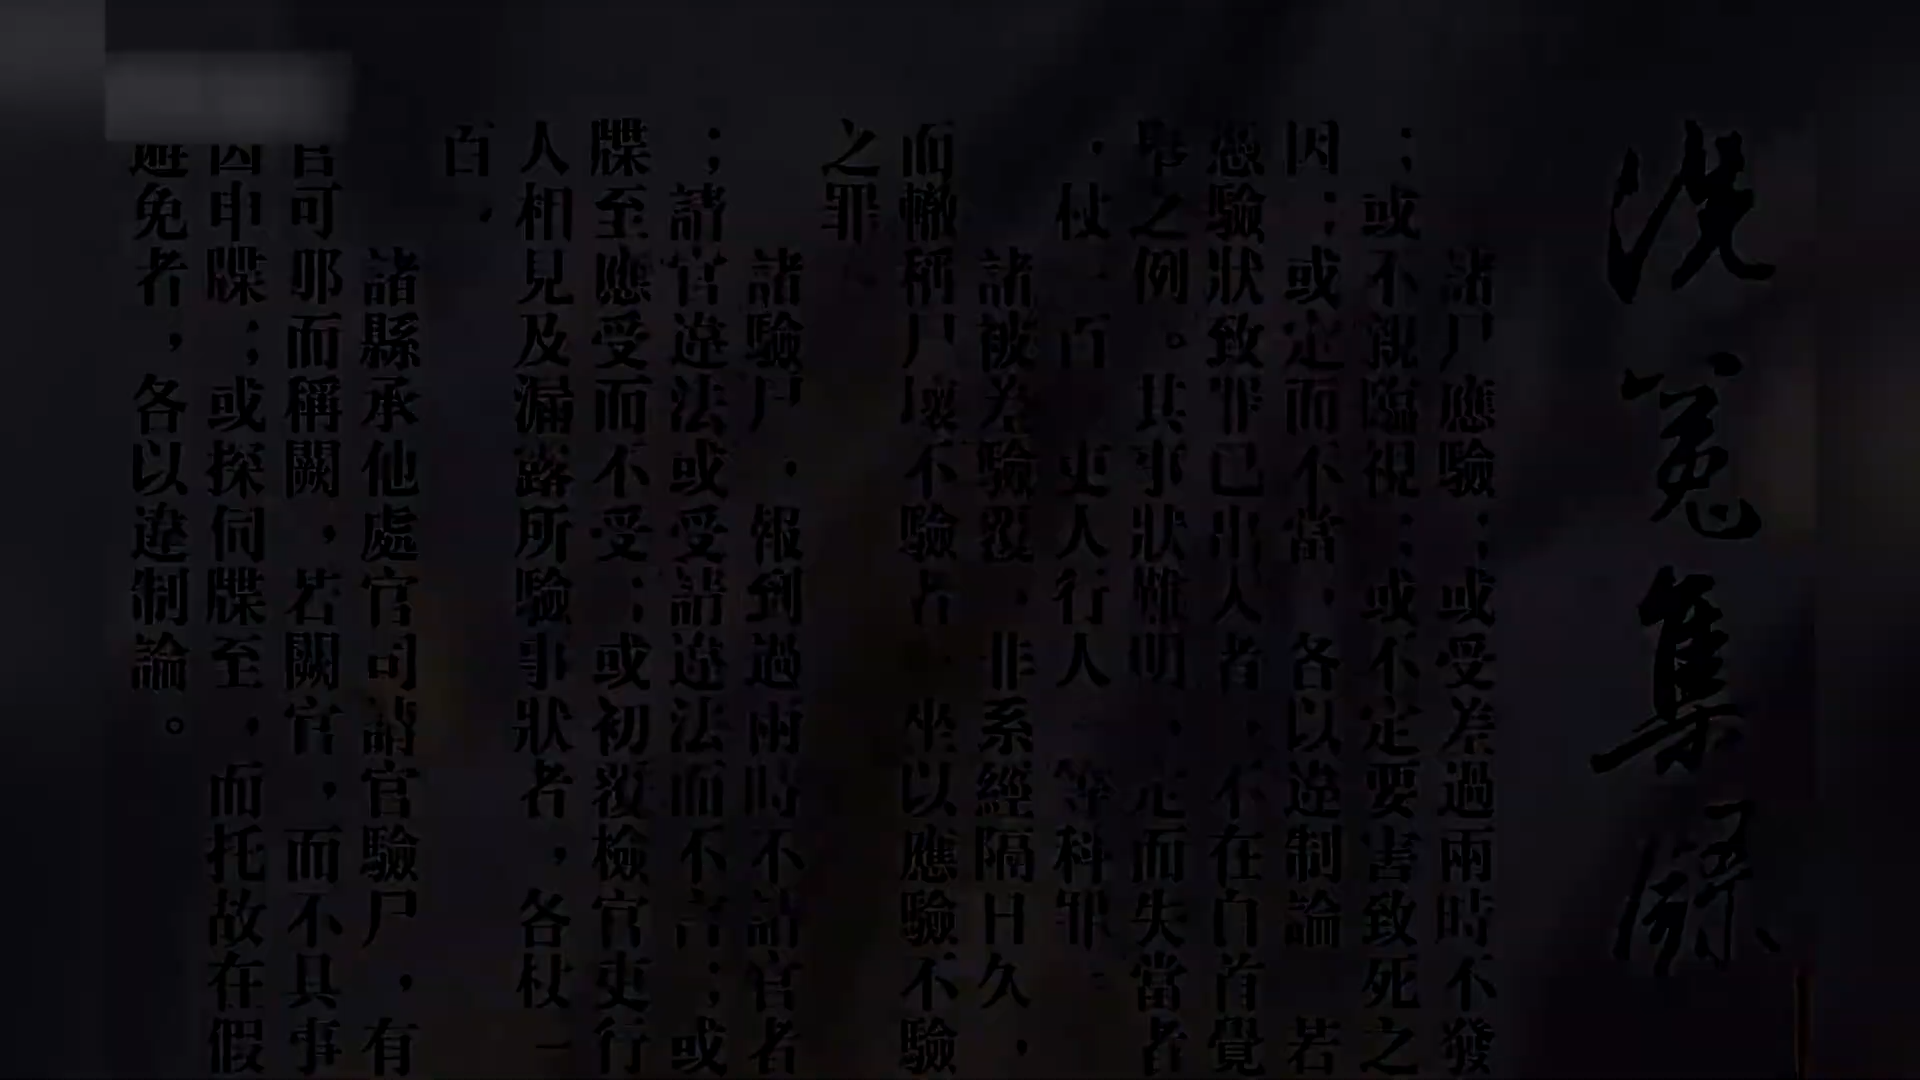 洗冤集錄
諸尸應驗；或受差過兩時不發
；或不親臨視；或不定要害致死之
因；或定而不當，各以違制論。若
憑驗狀致罪已出入者，不在自首覺
舉之例。其事狀難明，定而失當者
，杖一百。吏人行人一等科罪。
諸被差驗覆，非系經隔日久，
而輙稱尸壞不驗者，坐以應驗不驗
之罪
諸驗尸，報到過兩時不請官者
；請官違法或受請違法而不言；或
牒至應受而不受；或初覆檢官吏行
人相見及漏露所驗事狀者，各杖一
百，
諸縣承他處官司請官驗尸，有
官可那而稱闕，若闕官，而不具事
因申牒；或探伺牒至，而托故在假
避免者，各以違制論。